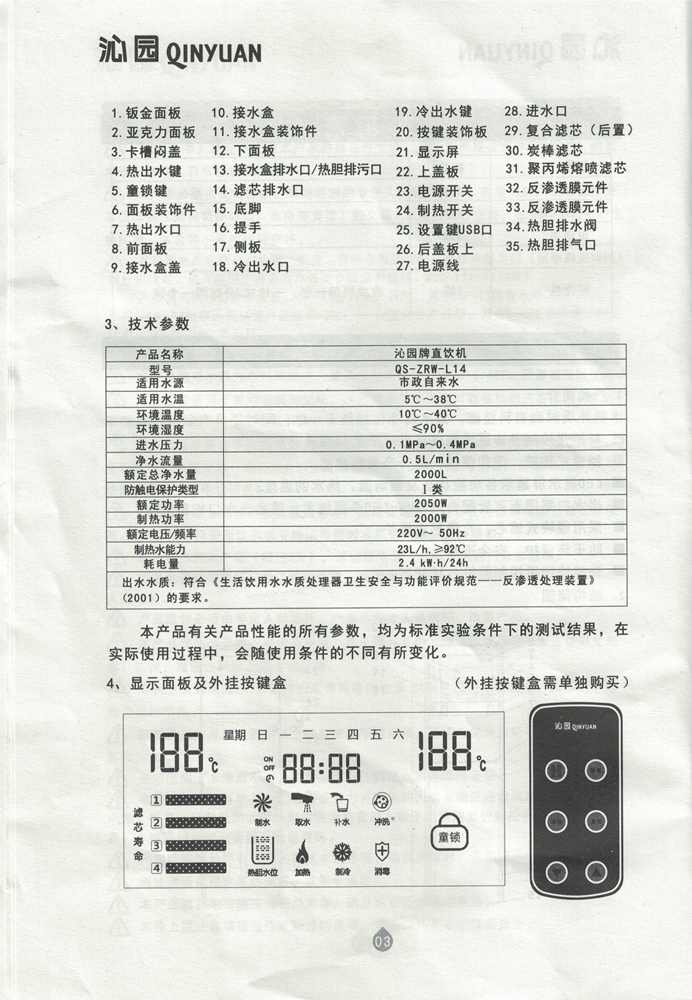 沁园 QINYUAN
1. 钣金面板
2. 亚克力面板
3. 卡槽闷盖
4. 热出水键
5. 童锁键
6. 面板装饰件
7. 热出水口
8. 前面板
9. 接水盒盖
10. 接水盒
11. 接水盒装饰件
12. 下面板
13. 接水盒排水口/热胆排污口
14. 滤芯排水口
15. 底脚
16. 提手
17. 侧板
18. 冷出水口
19. 冷出水键
20. 按键装饰板
21. 显示屏
22. 上盖板
23. 电源开关
24. 制热开关
25. 设置键USB口
26. 后盖板上
27. 电源线
28. 进水口
29. 复合滤芯（后置）
30. 炭棒滤芯
31. 聚丙烯熔喷滤芯
32. 反渗透膜元件
33. 反渗透膜元件
34. 热胆排水阀
35. 热胆排气口
3、技术参数
产品名称 沁园牌直饮机
型号 QS-ZRW-L14
适用水源 市政自来水
适用水温 5℃～38℃
环境温度 10℃～40℃
环境湿度 ≤90%
进水压力 0.1MPa～0.4MPa
净水流量 0.5L/min
额定总净水量 2000L
防触电保护类型 I类
额定功率 2050W
制热功率 2000W
额定电压/频率 220V～ 50Hz
制热水能力 23L/h,≥92℃
耗电量 2.4 kW·h/24h
出水水质：符合《生活饮用水水质处理器卫生安全与功能评价规范——反渗透处理装置》
（2001）的要求。
本产品有关产品性能的所有参数，均为标准实验条件下的测试结果，在
实际使用过程中，会随使用条件的不同有所变化。
4、显示面板及外挂按键盒 （外挂按键盒需单独购买）
星期 日 一 二 三 四 五 六
188℃ ON OFF 88:88 188℃
滤芯寿命
1
2
3
4
制水 取水 补水 冲洗
热胆水位 加热 制冷 消毒
童锁
沁园 QINYUAN
03